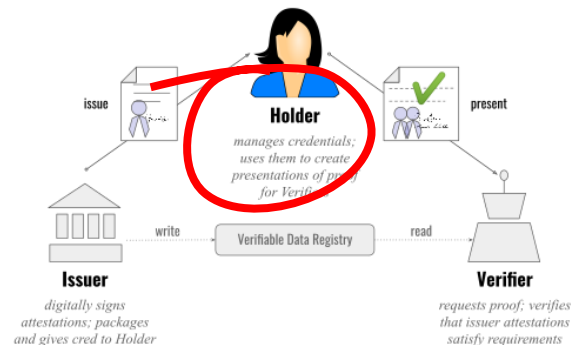 issue
present
Holder
manages credentials;
uses them to create
presentations of proof
for
write
Verifiable Data Registry
read
Issuer
Verifier
digitally signs
attestations; packages
and gives cred to Holder
requests proof; verifies
that issuer attestations
satisfy requirements